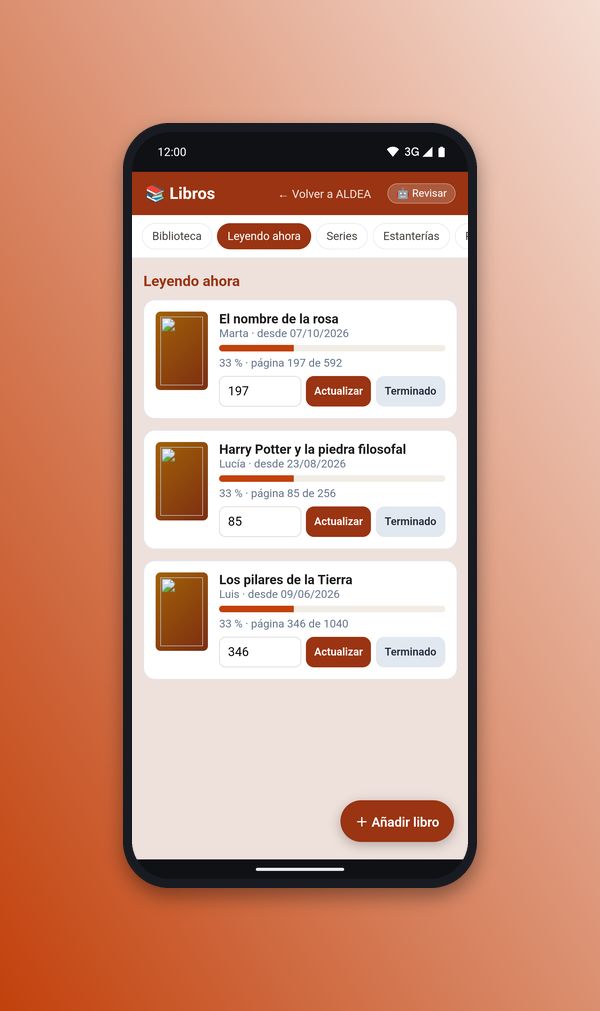 12:00
3G
📚 Libros
← Volver a ALDEA
🤖 Revisar
Biblioteca
Leyendo ahora
Series
Estanterías
Leyendo ahora
El nombre de la rosa
Marta · desde 07/10/2026
33 % · página 197 de 592
197
Actualizar
Terminado
Harry Potter y la piedra filosofal
Lucía · desde 23/08/2026
33 % · página 85 de 256
85
Actualizar
Terminado
Los pilares de la Tierra
Luis · desde 09/06/2026
33 % · página 346 de 1040
346
Actualizar
Terminado
+ Añadir libro